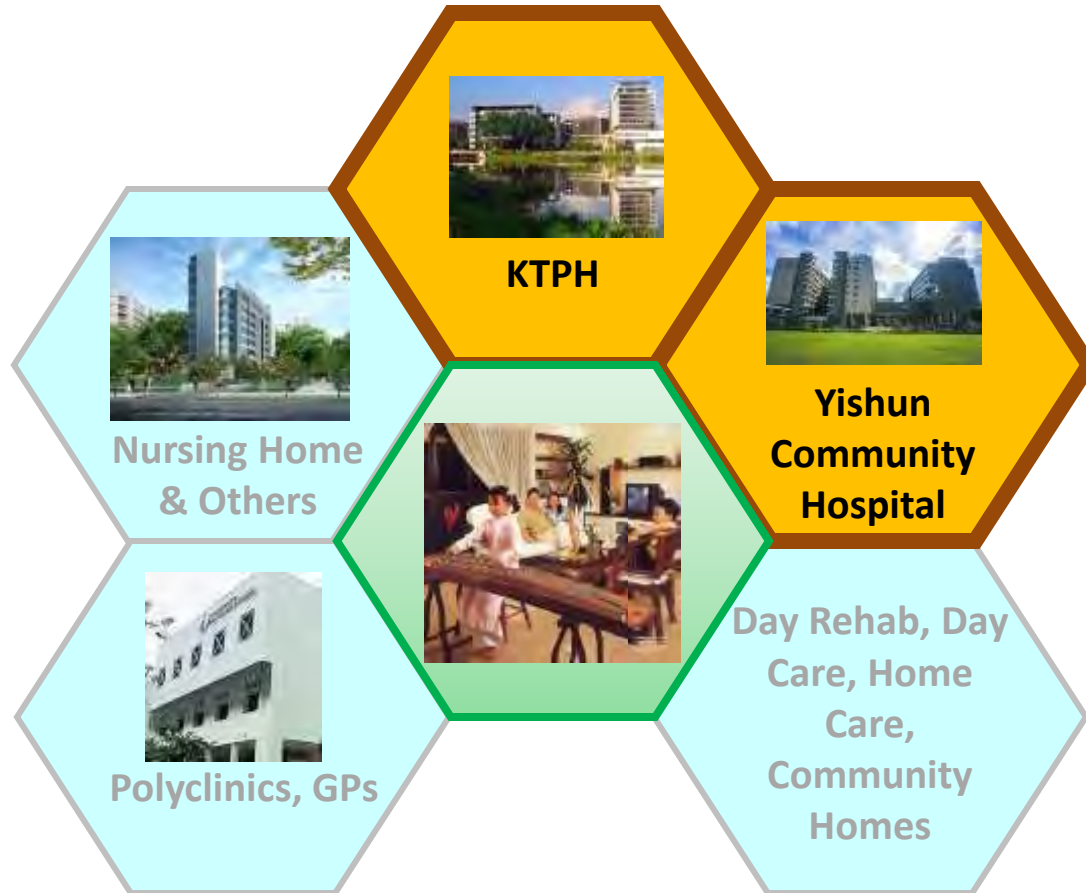 KTPH
Yishun
Community
Hospital
Nursing Home
& Others
Polyclinics, GPs
Day Rehab, Day
Care, Home
Care,
Community
Homes